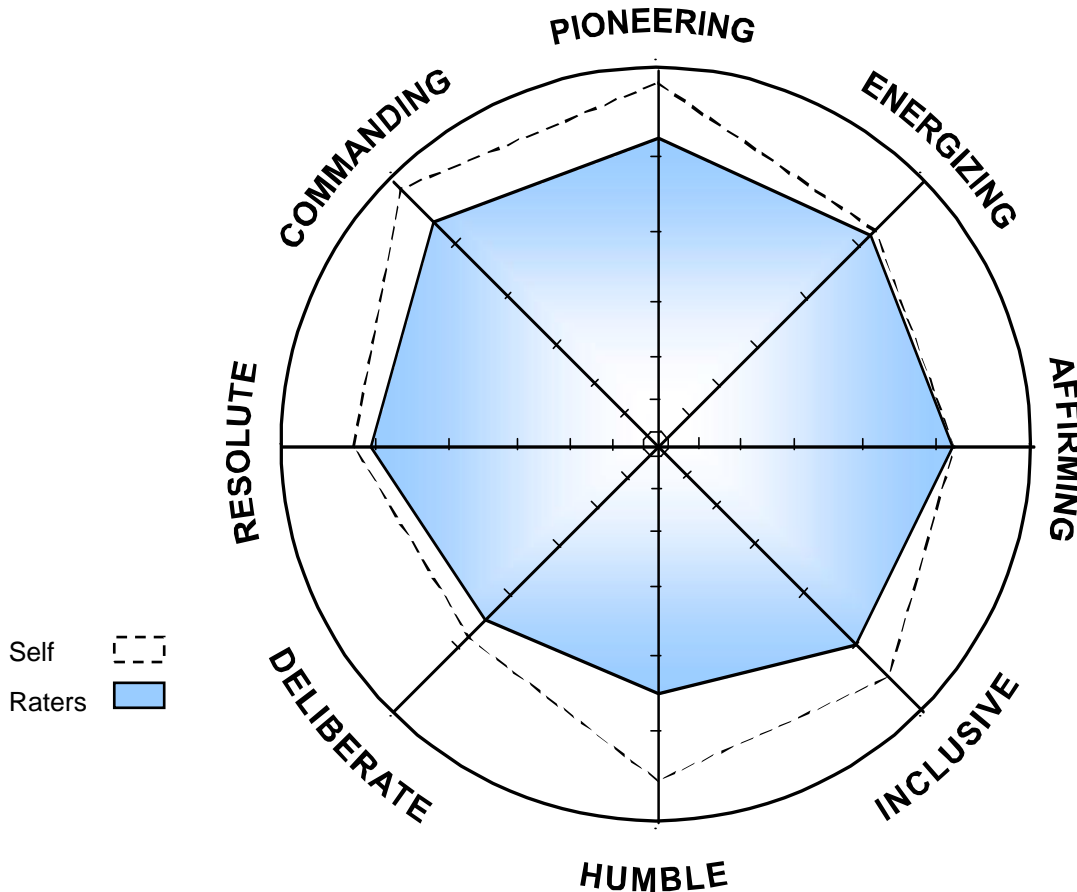 PIONEERING
ENERGIZING
AFFIRMING
INCLUSIVE
HUMBLE
DELIBERATE
RESOLUTE
COMMANDING
Self
Raters